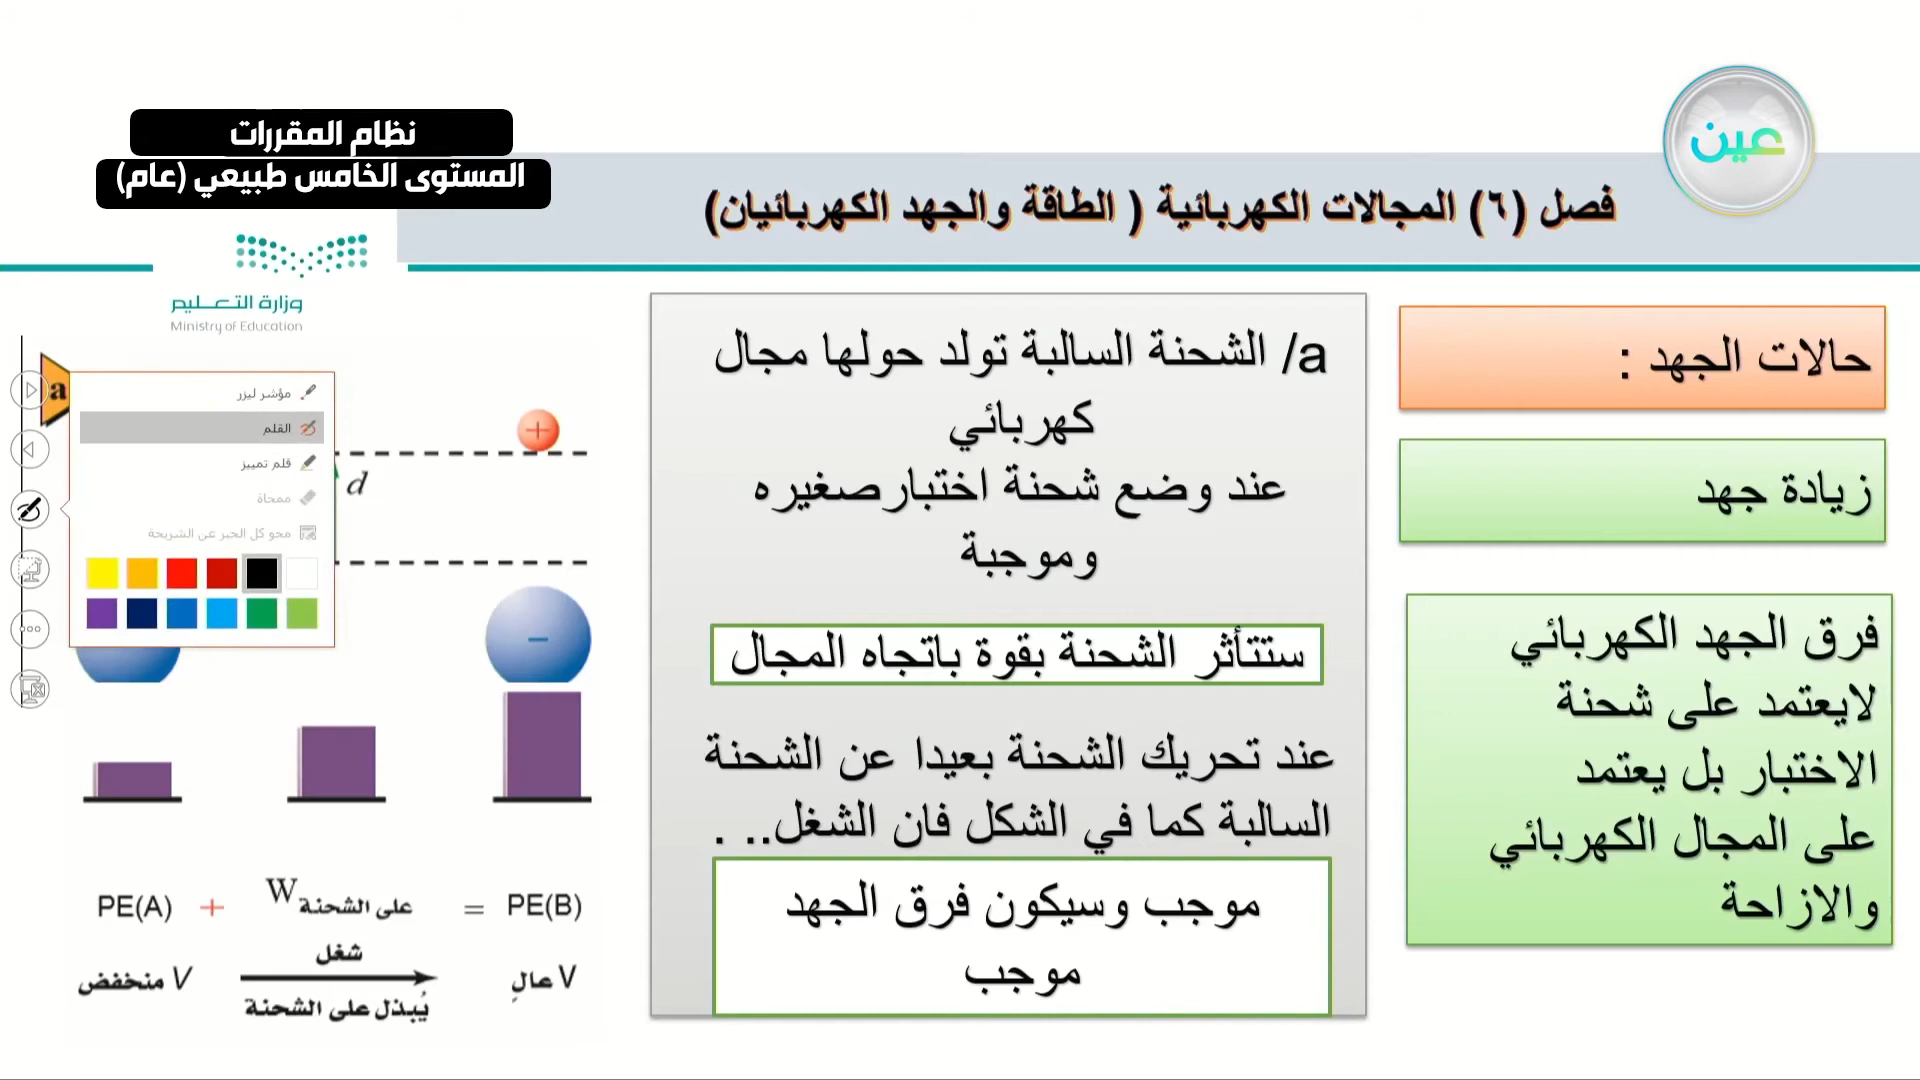 عين
نظام المقررات
المستوى الخامس طبيعي (عام)
فصل (٦) المجالات الكهربائية ( الطاقة والجهد الكهربائيان)
وزارة التعليم
Ministry of Education
حالات الجهد :
زيادة جهد
فرق الجهد الكهربائي
لايعتمد على شحنة
الاختبار بل يعتمد
على المجال الكهربائي
والازاحة
a/ الشحنة السالبة تولد حولها مجال
كهربائي
عند وضع شحنة اختبارصغيره
وموجبة
ستتأثر الشحنة بقوة باتجاه المجال
عند تحريك الشحنة بعيدا عن الشحنة
السالبة كما في الشكل فان الشغل.. .
موجب وسيكون فرق الجهد
موجب
a
مؤشر ليزر
القلم
قلم تمييز
ممحاة
محو كل الحبر عن الشريحة
+
d
−
PE(A) + W على الشحنة = PE(B)
شغل
V منخفض
V عالٍ
يُبذل على الشحنة